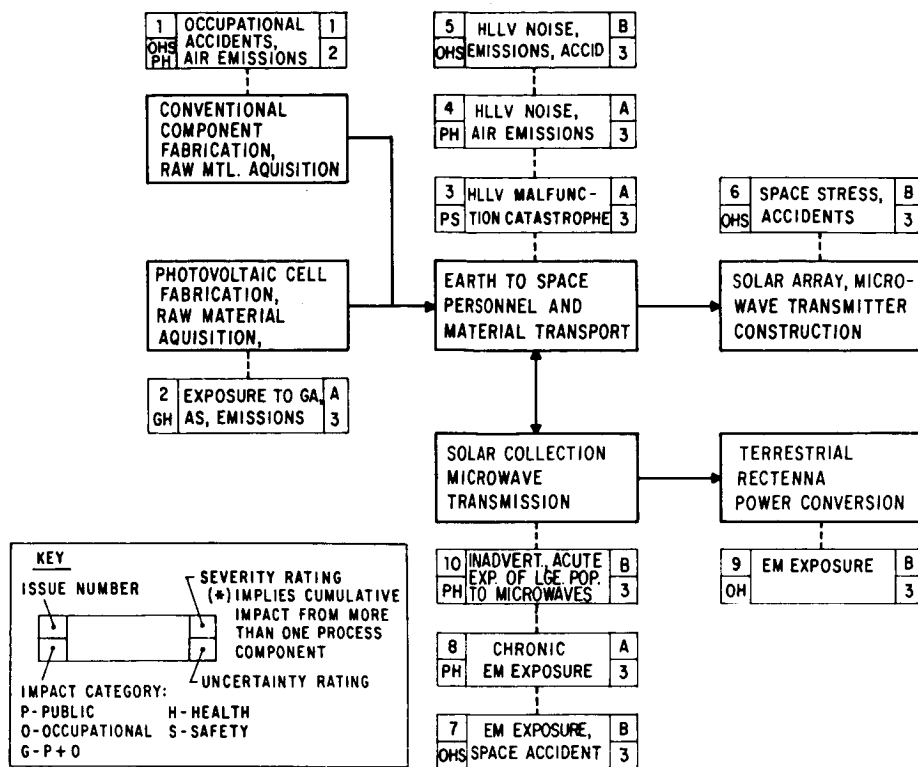 1 OCCUPATIONAL 1
OHS ACCIDENTS,
PH AIR EMISSIONS 2
CONVENTIONAL
COMPONENT
FABRICATION,
RAW MTL. AQUISITION
PHOTOVOLTAIC CELL
FABRICATION,
RAW MATERIAL
AQUISITION,
2 EXPOSURE TO GA, A
GH AS, EMISSIONS 3
5 HLLV NOISE, B
OHS EMISSIONS, ACCID 3
4 HLLV NOISE, A
PH AIR EMISSIONS 3
3 HLLV MALFUNC- A
PS TION CATASTROPHE 3
EARTH TO SPACE
PERSONNEL AND
MATERIAL TRANSPORT
6 SPACE STRESS, B
OHS ACCIDENTS 3
SOLAR ARRAY, MICRO-
WAVE TRANSMITTER
CONSTRUCTION
SOLAR COLLECTION
MICROWAVE
TRANSMISSION
TERRESTRIAL
RECTENNA
POWER CONVERSION
10 INADVERT., ACUTE B
EXP. OF LGE. POP.
PH TO MICROWAVES 3
9 EM EXPOSURE B
OH 3
8 CHRONIC A
PH EM EXPOSURE 3
7 EM EXPOSURE, B
OHS SPACE ACCIDENT 3
KEY
ISSUE NUMBER
SEVERITY RATING
(*) IMPLIES CUMULATIVE
IMPACT FROM MORE
THAN ONE PROCESS
COMPONENT
UNCERTAINTY RATING
IMPACT CATEGORY:
P-PUBLIC H-HEALTH
O-OCCUPATIONAL S-SAFETY
G-P+O